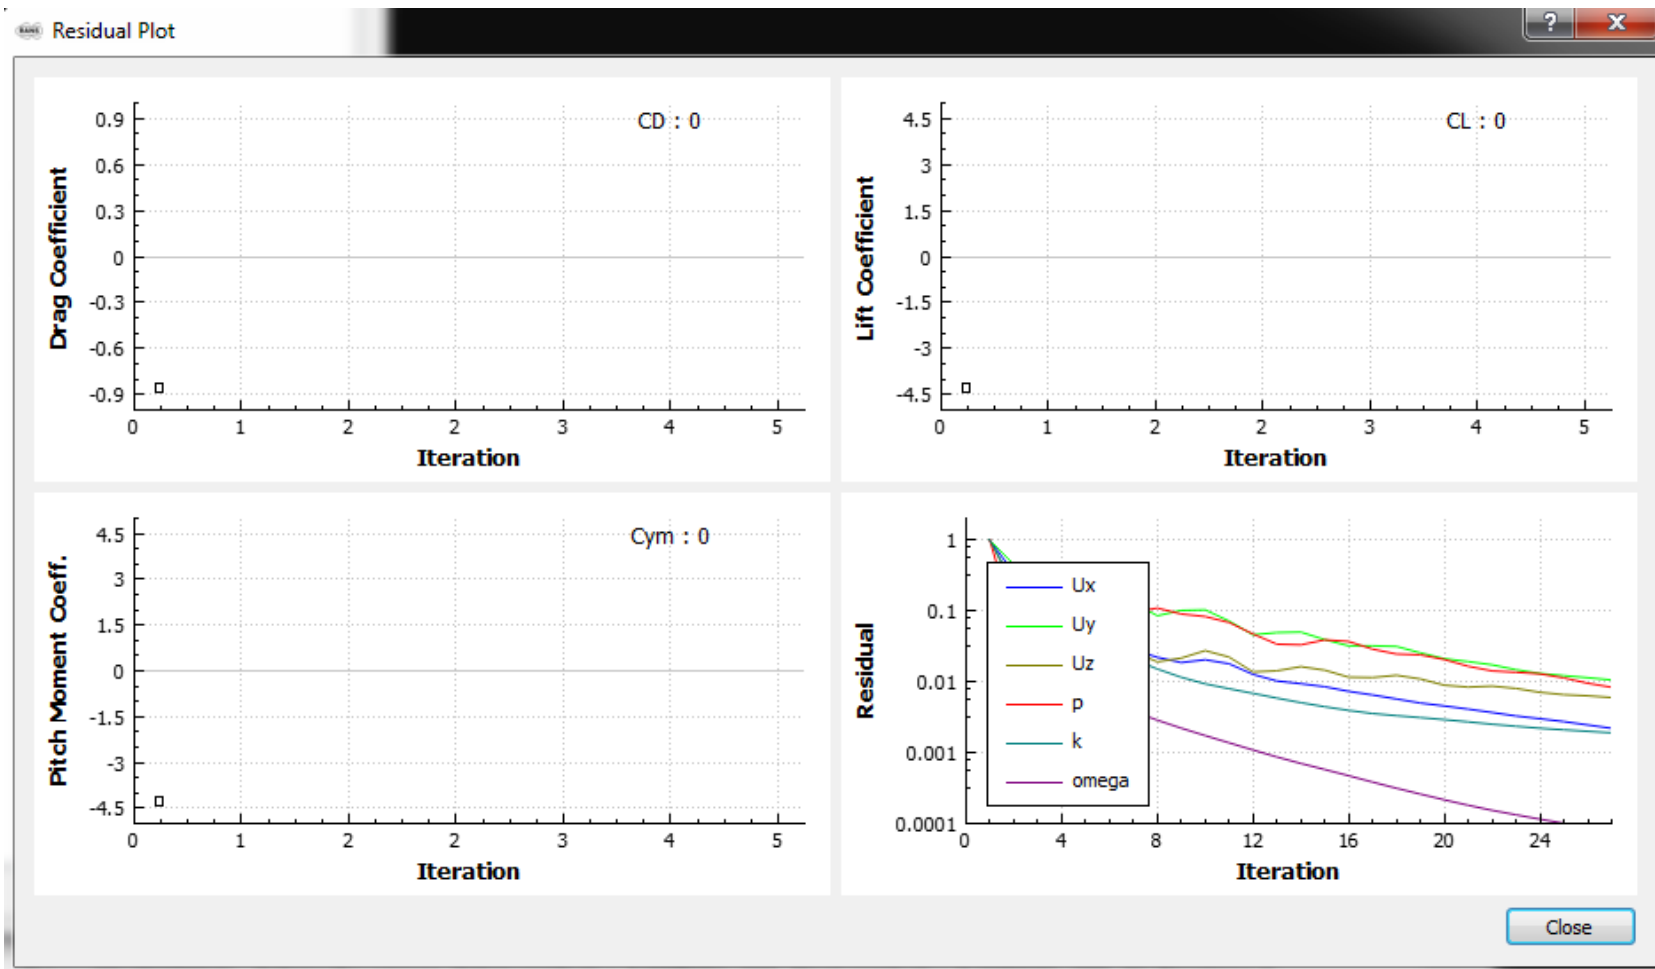 RANS Residual Plot
?
X
CD : 0
Drag Coefficient
0.9
0.6
0.3
0
-0.3
-0.6
-0.9
0 1 2 2 3 4 5
Iteration
CL : 0
Lift Coefficient
4.5
3
1.5
0
-1.5
-3
-4.5
0 1 2 2 3 4 5
Iteration
Cym : 0
Pitch Moment Coeff.
4.5
3
1.5
0
-1.5
-3
-4.5
0 1 2 2 3 4 5
Iteration
Residual
1
0.1
0.01
0.001
0.0001
Ux
Uy
Uz
p
k
omega
0 4 8 12 16 20 24
Iteration
Close